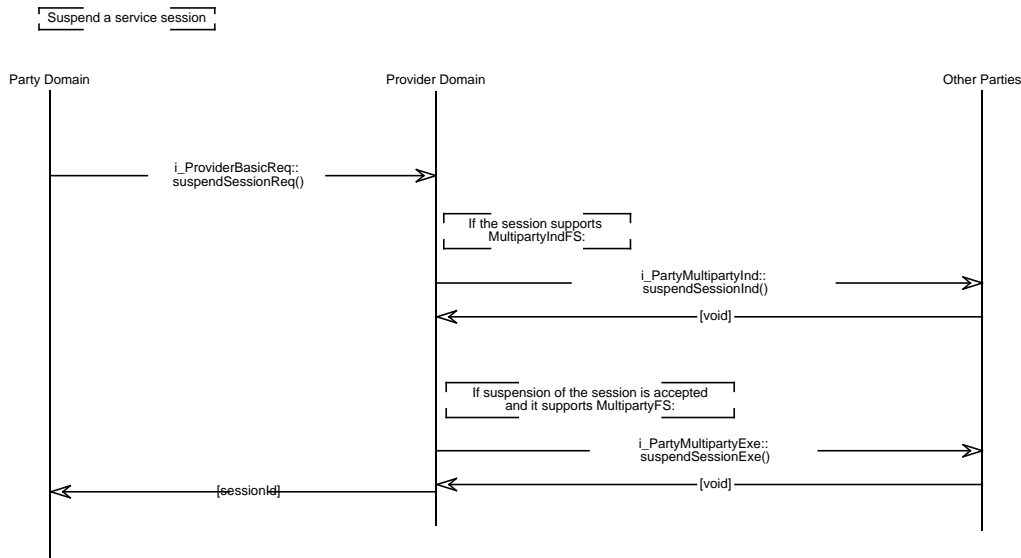 Suspend a service session
Party Domain
Provider Domain
Other Parties
i_ProviderBasicReq::
suspendSessionReq()
If the session supports
MultipartyIndFS:
i_PartyMultipartyInd::
suspendSessionInd()
[void]
If suspension of the session is accepted
and it supports MultipartyFS:
i_PartyMultipartyExe::
suspendSessionExe()
[void]
[sessionId]